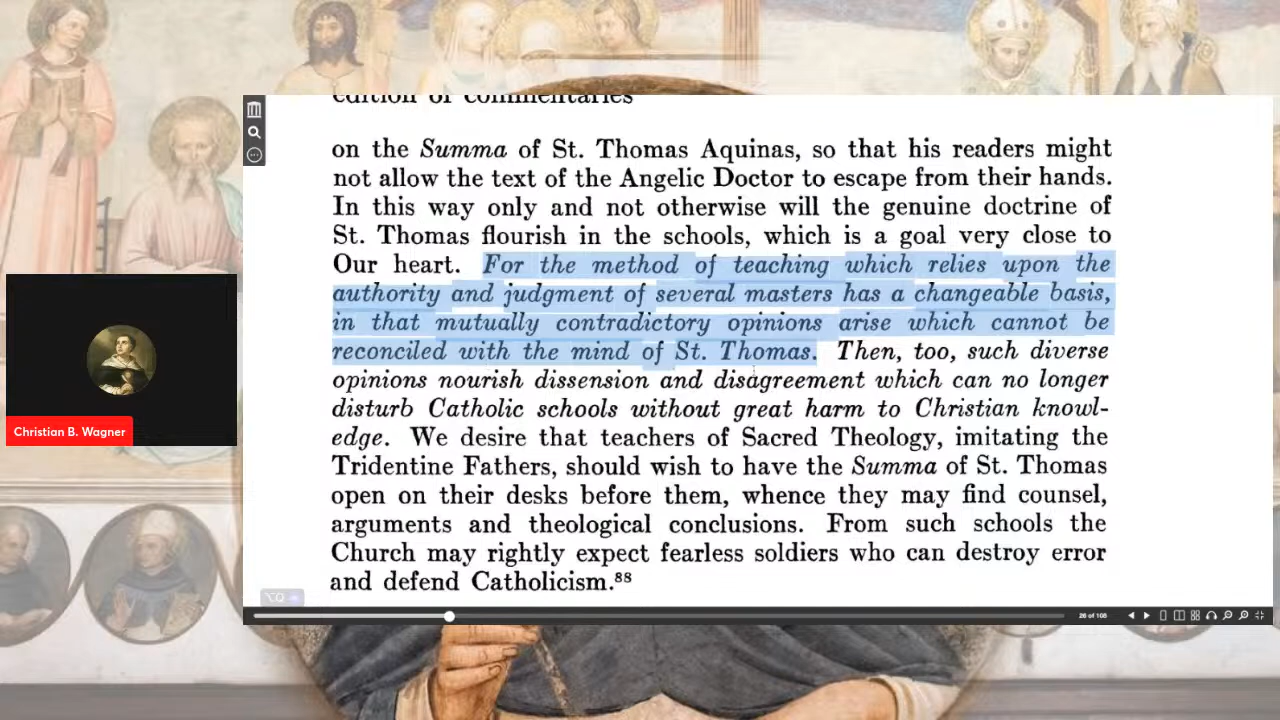 edition of commentaries
on the Summa of St. Thomas Aquinas, so that his readers might
not allow the text of the Angelic Doctor to escape from their hands.
In this way only and not otherwise will the genuine doctrine of
St. Thomas flourish in the schools, which is a goal very close to
Our heart. For the method of teaching which relies upon the
authority and judgment of several masters has a changeable basis,
in that mutually contradictory opinions arise which cannot be
reconciled with the mind of St. Thomas. Then, too, such diverse
opinions nourish dissension and disagreement which can no longer
disturb Catholic schools without great harm to Christian knowl-
edge. We desire that teachers of Sacred Theology, imitating the
Tridentine Fathers, should wish to have the Summa of St. Thomas
open on their desks before them, whence they may find counsel,
arguments and theological conclusions. From such schools the
Church may rightly expect fearless soldiers who can destroy error
and defend Catholicism.⁸⁸
Christian B. Wagner
26 of 108